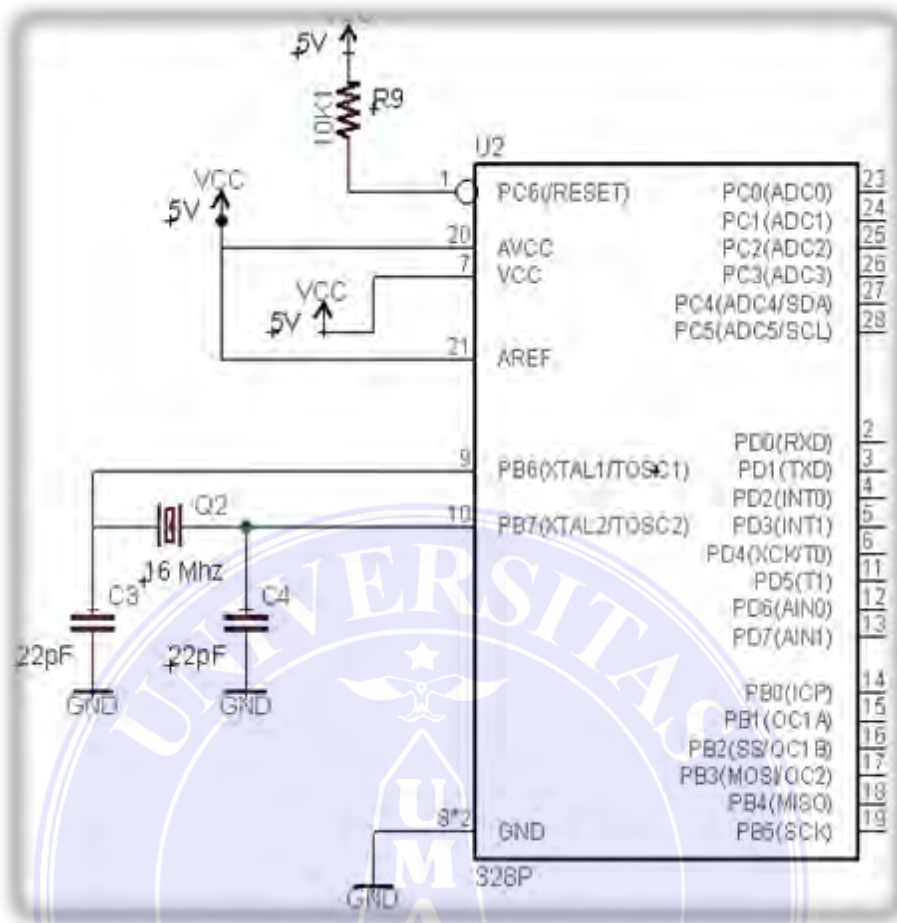 5V
R9
10K1
U2
1
PC6(/RESET)
VCC
5V
20
AVCC
7
VCC
VCC
5V
21
AREF
9
PB6(XTAL1/TOSC1)
10
PB7(XTAL2/TOSC2)
Q2
16 Mhz
C3
C4
22pF
22pF
GND
GND
8*2
GND
GND
PC0(ADC0)
23
PC1(ADC1)
24
PC2(ADC2)
25
PC3(ADC3)
26
PC4(ADC4/SDA)
27
PC5(ADC5/SCL)
28
PD0(RXD)
2
PD1(TXD)
3
PD2(INT0)
4
PD3(INT1)
5
PD4(XCK/T0)
6
PD5(T1)
11
PD6(AIN0)
12
PD7(AIN1)
13
PB0(ICP)
14
PB1(OC1A)
15
PB2(SS/OC1B)
16
PB3(MOSI/OC2)
17
PB4(MISO)
18
PB5(SCK)
19
328P
UNIVERSITAS
UMA